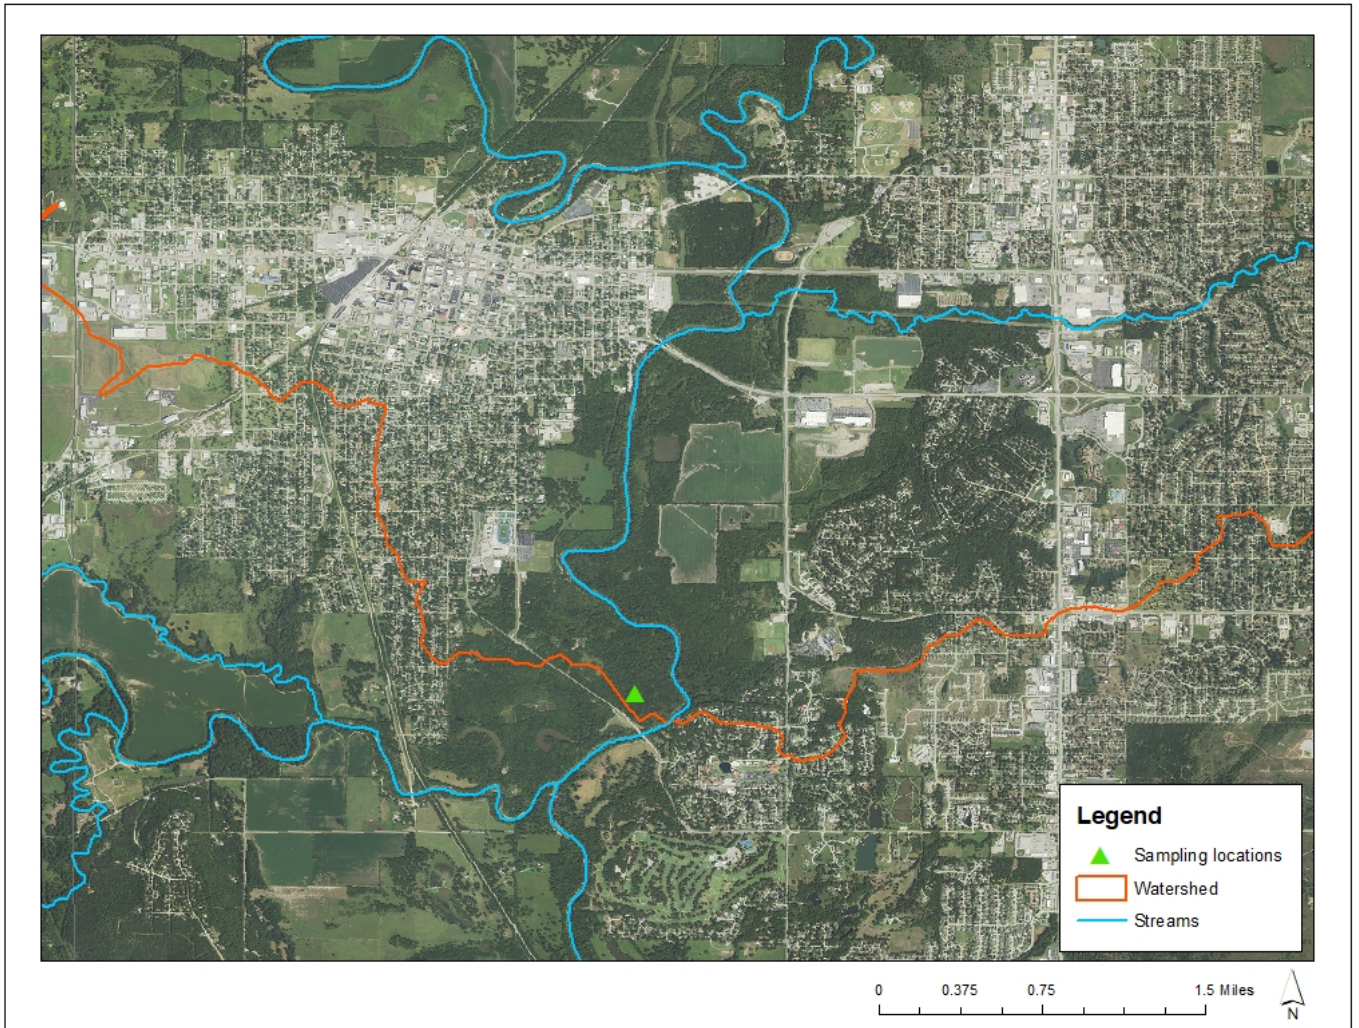 Legend
Sampling locations
Watershed
Streams
0 0.375 0.75 1.5 Miles
N